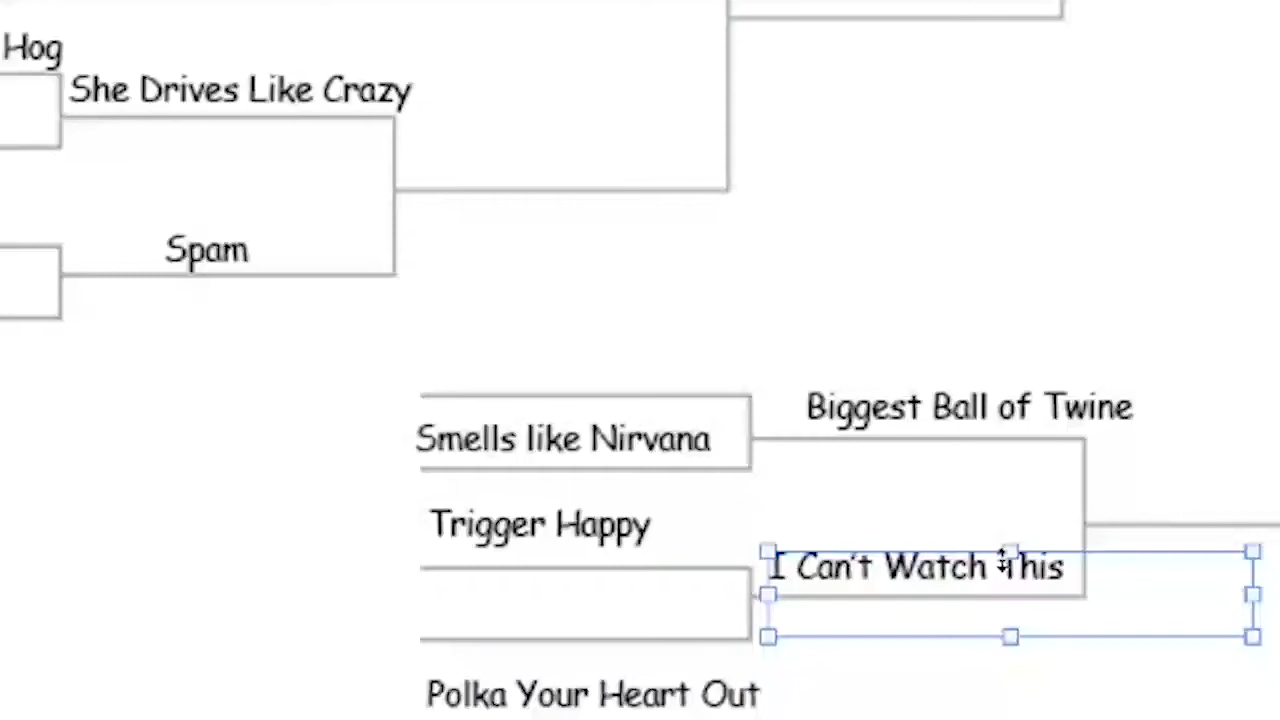 Hog
She Drives Like Crazy
Spam
Biggest Ball of Twine
Smells like Nirvana
Trigger Happy
I Can't Watch This
Polka Your Heart Out